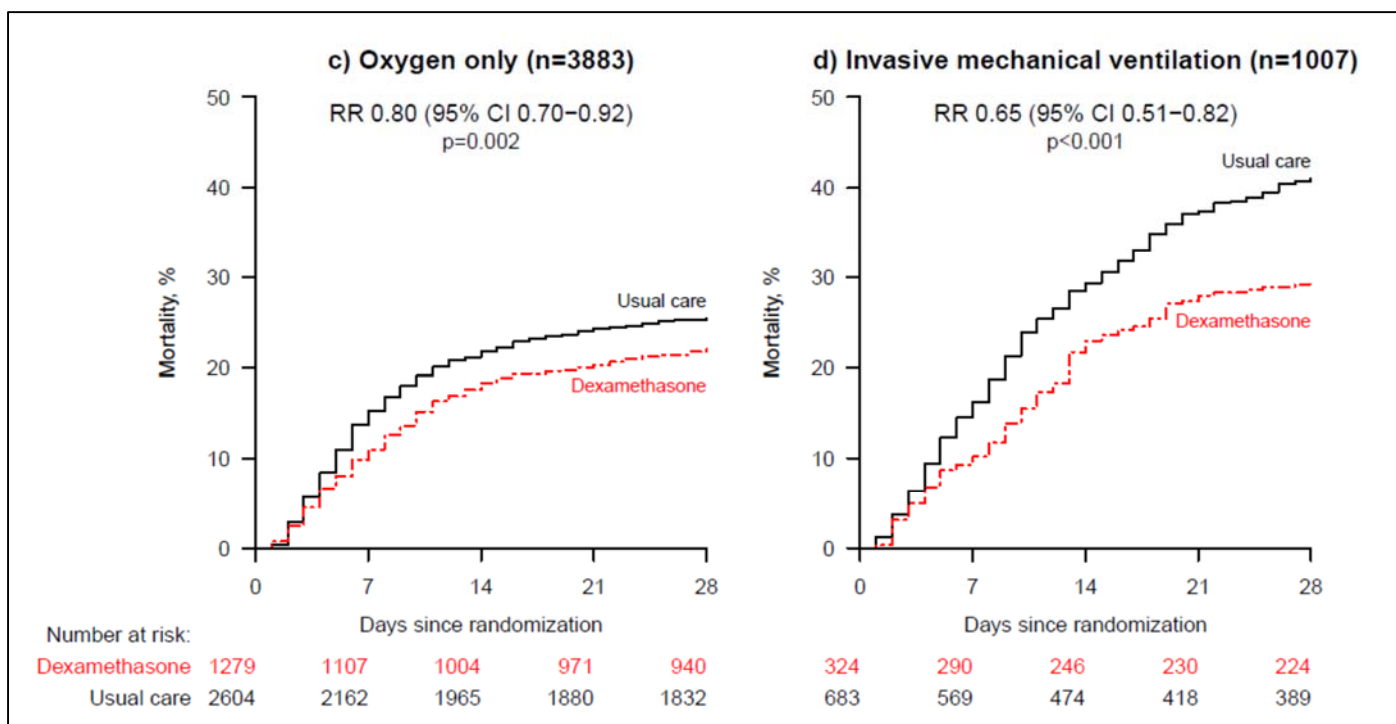 c) Oxygen only (n=3883)
RR 0.80 (95% CI 0.70−0.92)
p=0.002
50
40
30
20
10
0
Mortality, %
Usual care
Dexamethasone
0 7 14 21 28
Days since randomization
d) Invasive mechanical ventilation (n=1007)
RR 0.65 (95% CI 0.51−0.82)
p<0.001
50
40
30
20
10
0
Mortality, %
Usual care
Dexamethasone
0 7 14 21 28
Days since randomization
Number at risk:
Dexamethasone 1279 1107 1004 971 940 324 290 246 230 224
Usual care 2604 2162 1965 1880 1832 683 569 474 418 389